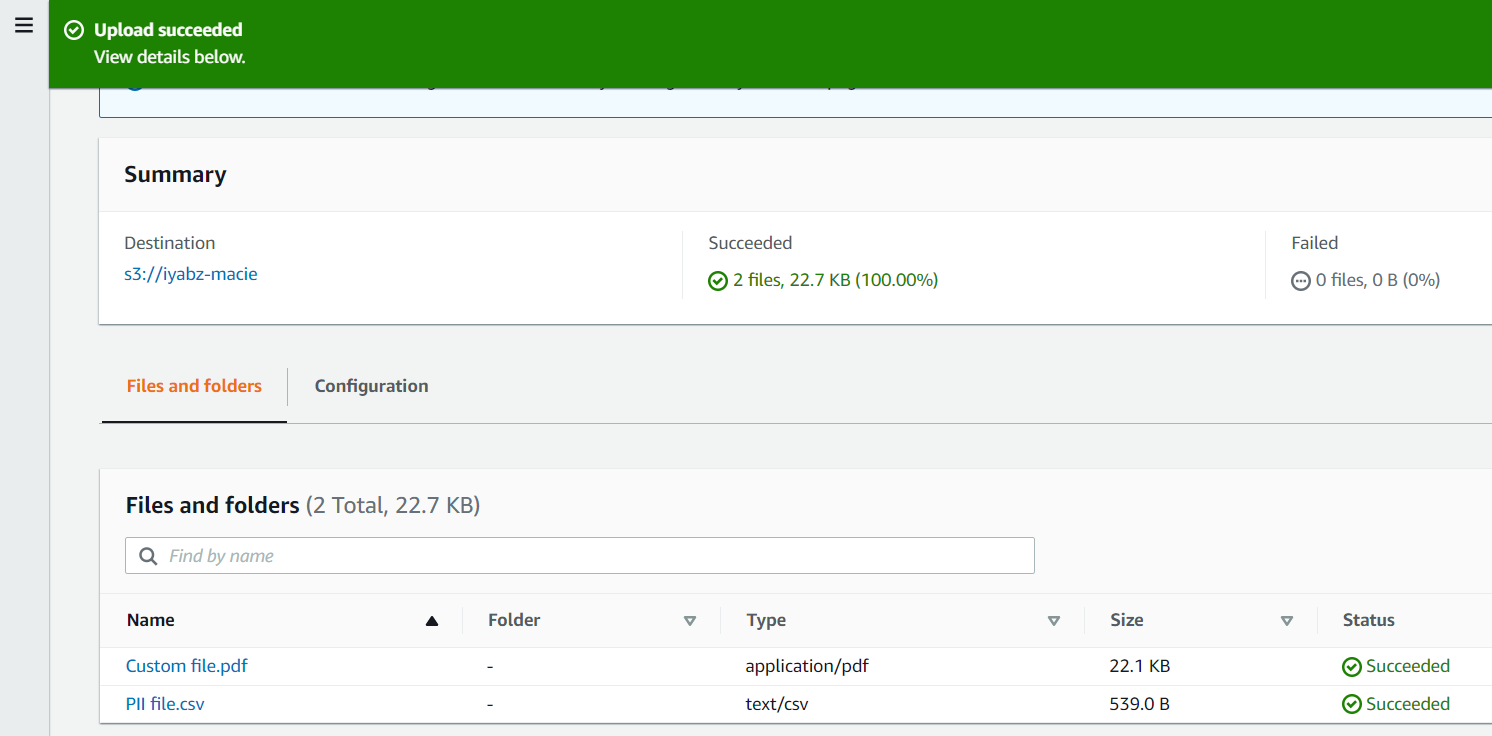 Upload succeeded
View details below.
Summary
Destination
s3://iyabz-macie
Succeeded
2 files, 22.7 KB (100.00%)
Failed
0 files, 0 B (0%)
Files and folders
Configuration
Files and folders (2 Total, 22.7 KB)
Find by name
Name Folder Type Size Status
Custom file.pdf - application/pdf 22.1 KB Succeeded
PII file.csv - text/csv 539.0 B Succeeded